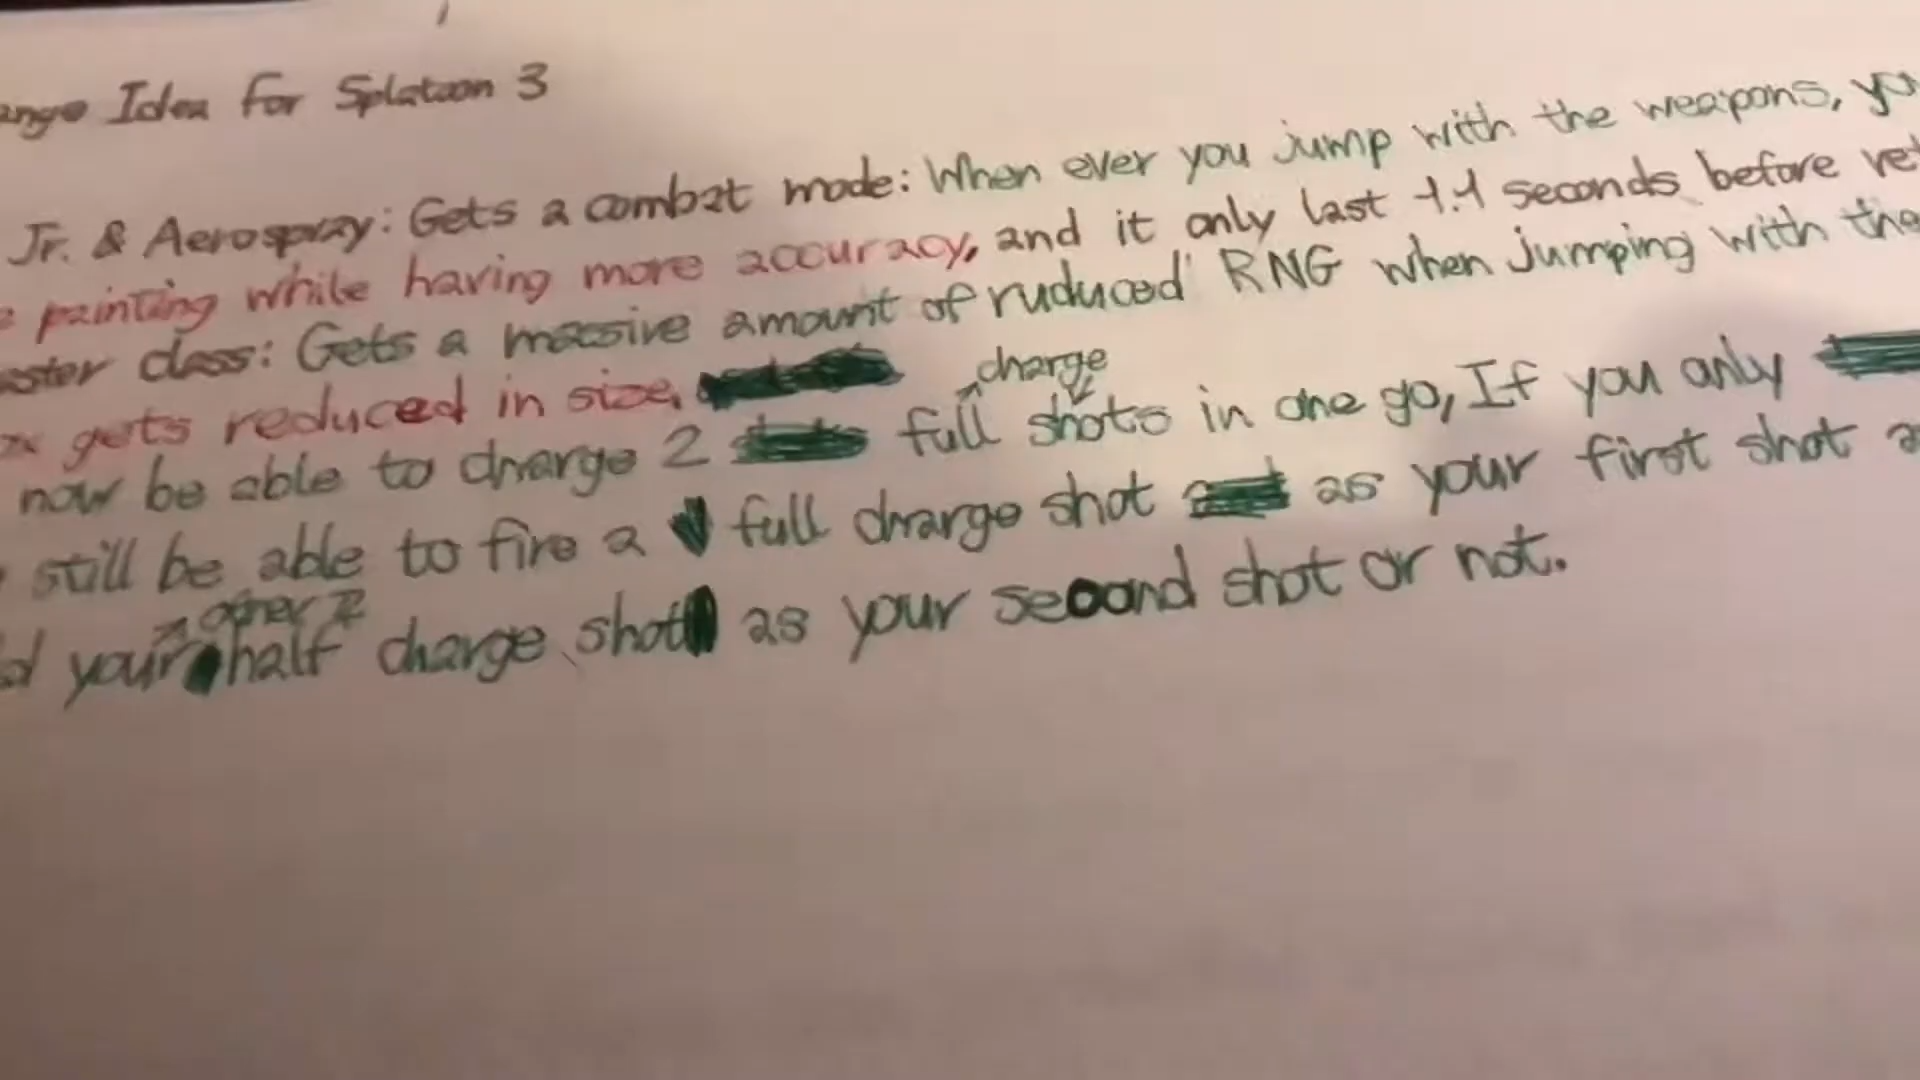 Idea for Splatoon 3
Jr. & Aerospray: Gets a combat mode: When ever you jump with the weapons,
painting while having more accuracy, and it only last 1.1 seconds before
class: Gets a massive amount of ruduced RNG when jumping with the
gets reduced in size,
charge
now be able to charge 2 full shots in one go, If you only
still be able to fire a full charge shot as your first shot
other
your half charge shot as your second shot or not.